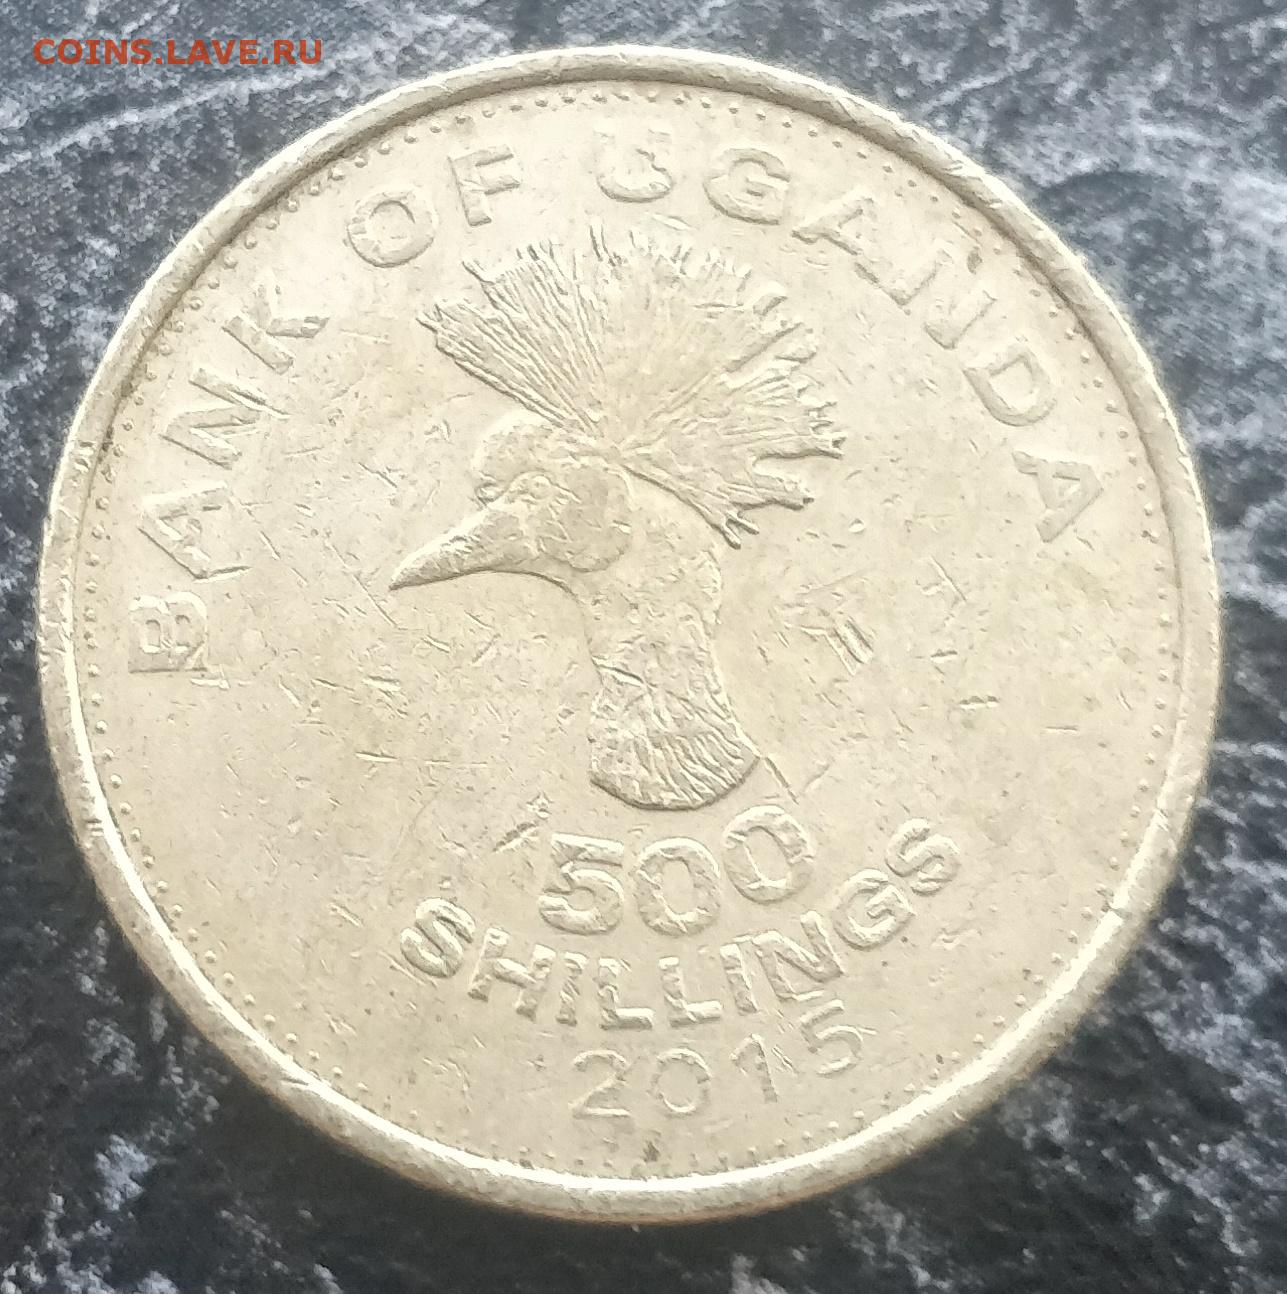 COINS.LAVE.RU
BANK OF UGANDA
500
SHILLINGS
2015